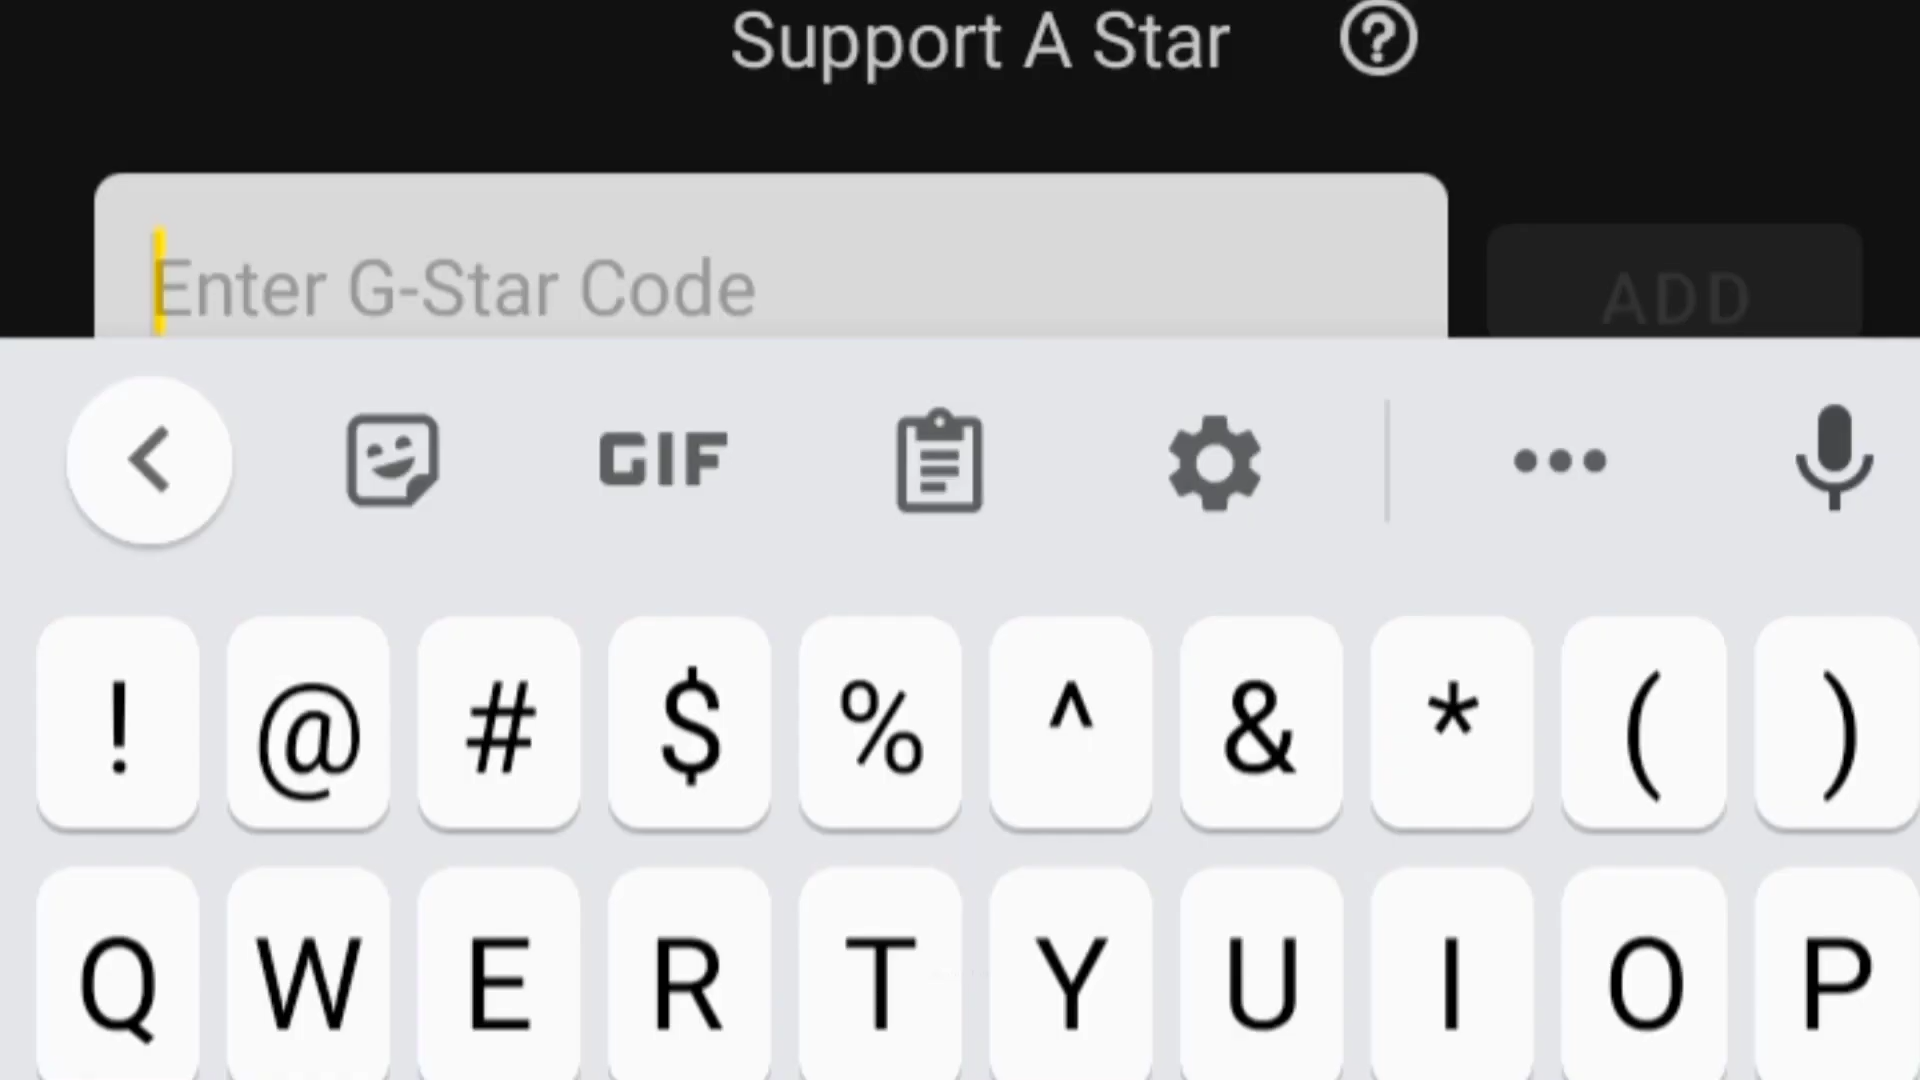 Support A Star ?
Enter G-Star Code
ADD
GIF
! @ # $ % ^ & * ( )
Q W E R T Y U I O P